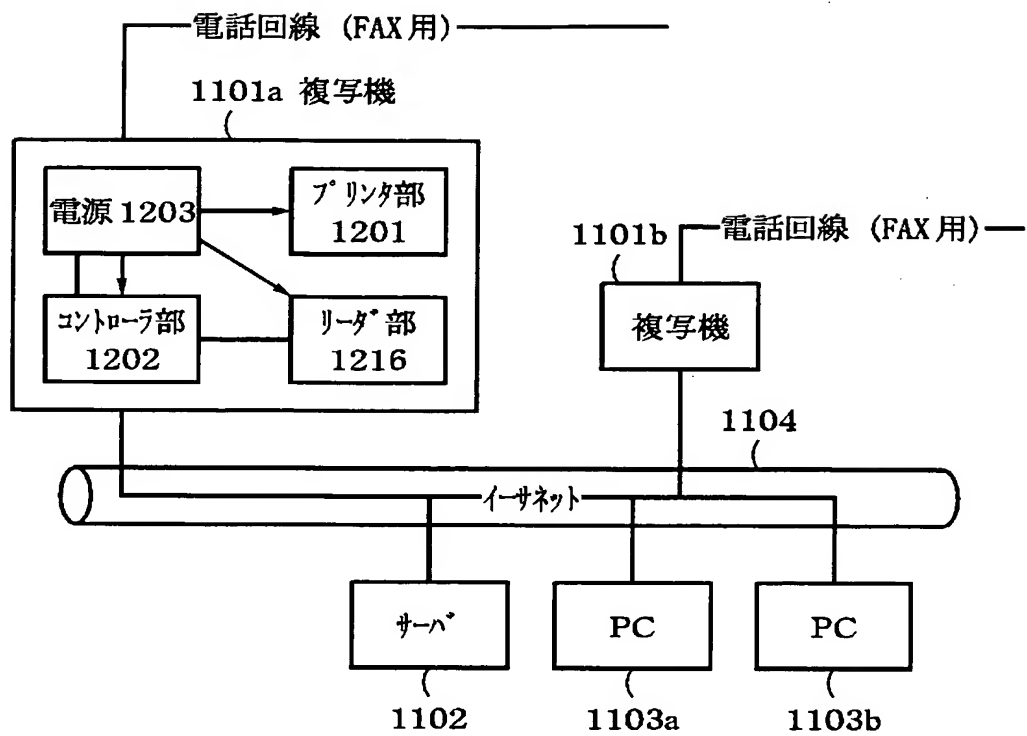 電話回線 (FAX用)
1101a 複写機
電源 1203
プリンタ部
1201
コントローラ部
1202
リーダ部
1216
電話回線 (FAX用)
1101b
複写機
1104
イーサネット
サーバ
PC
PC
1102
1103a
1103b